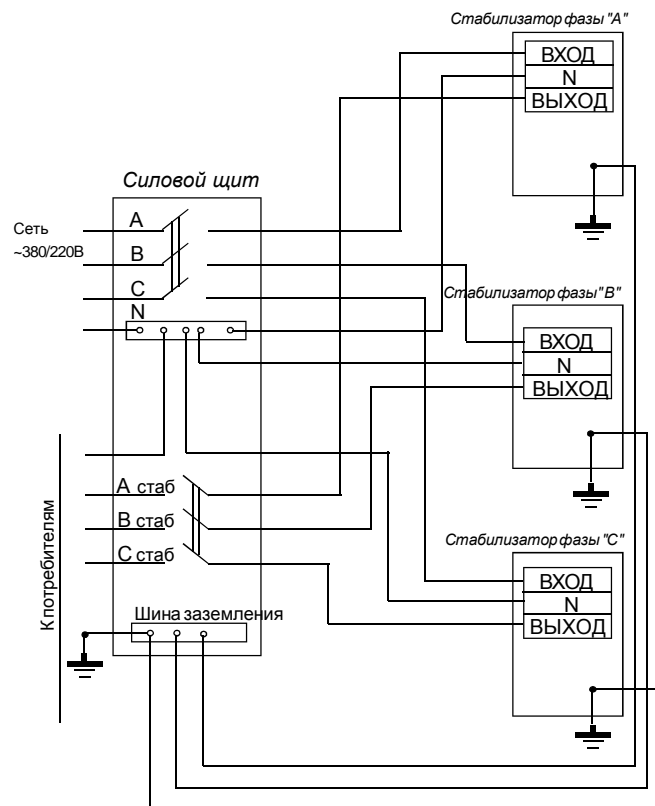 Стабилизатор фазы "А"
ВХОД
N
ВЫХОД
Силовой щит
Сеть
~380/220В
А
В
С
N
Стабилизатор фазы "В"
ВХОД
N
ВЫХОД
К потребителям
А стаб
В стаб
С стаб
Шина заземления
Стабилизатор фазы "С"
ВХОД
N
ВЫХОД